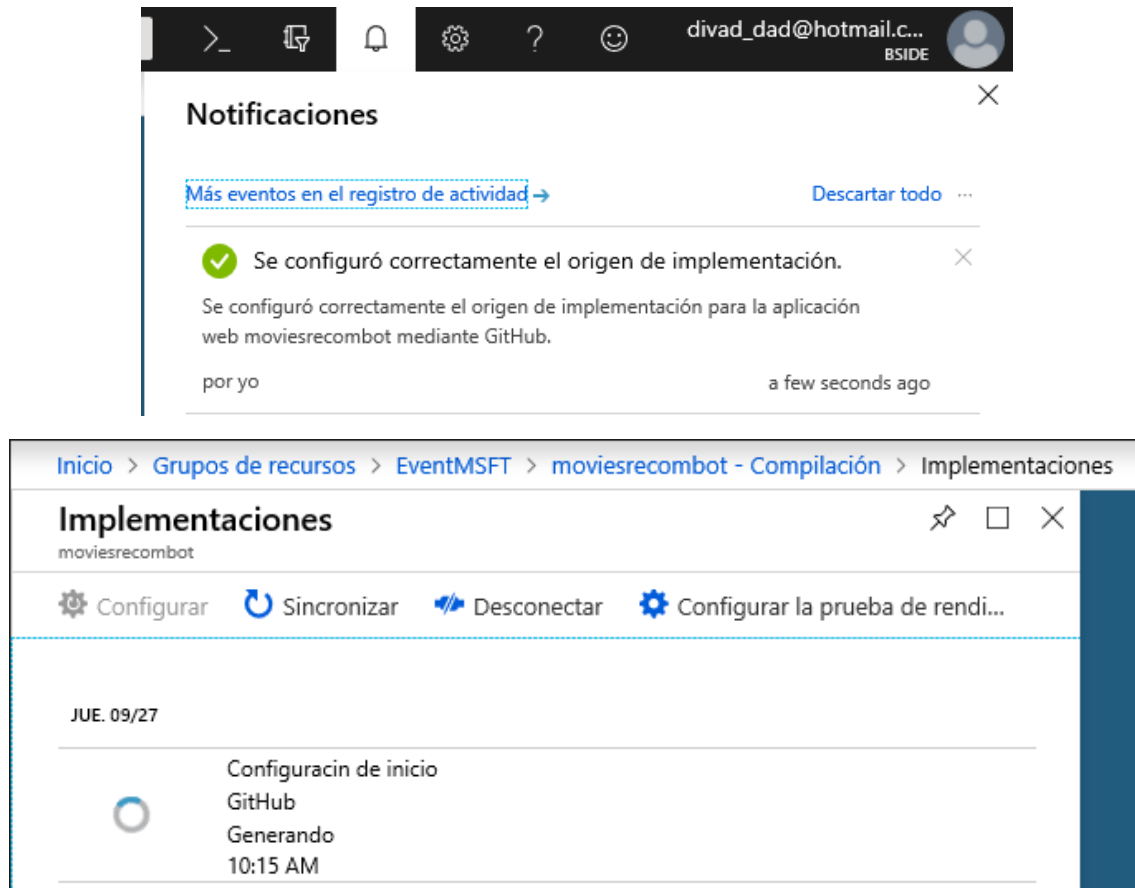 divad_dad@hotmail.c...
BSIDE
Notificaciones
Más eventos en el registro de actividad →
Descartar todo ...
Se configuró correctamente el origen de implementación.
Se configuró correctamente el origen de implementación para la aplicación
web moviesrecombot mediante GitHub.
por yo
a few seconds ago
Inicio > Grupos de recursos > EventMSFT > moviesrecombot - Compilación > Implementaciones
Implementaciones
moviesrecombot
Configurar Sincronizar Desconectar Configurar la prueba de rendi...
JUE. 09/27
Configuracin de inicio
GitHub
Generando
10:15 AM